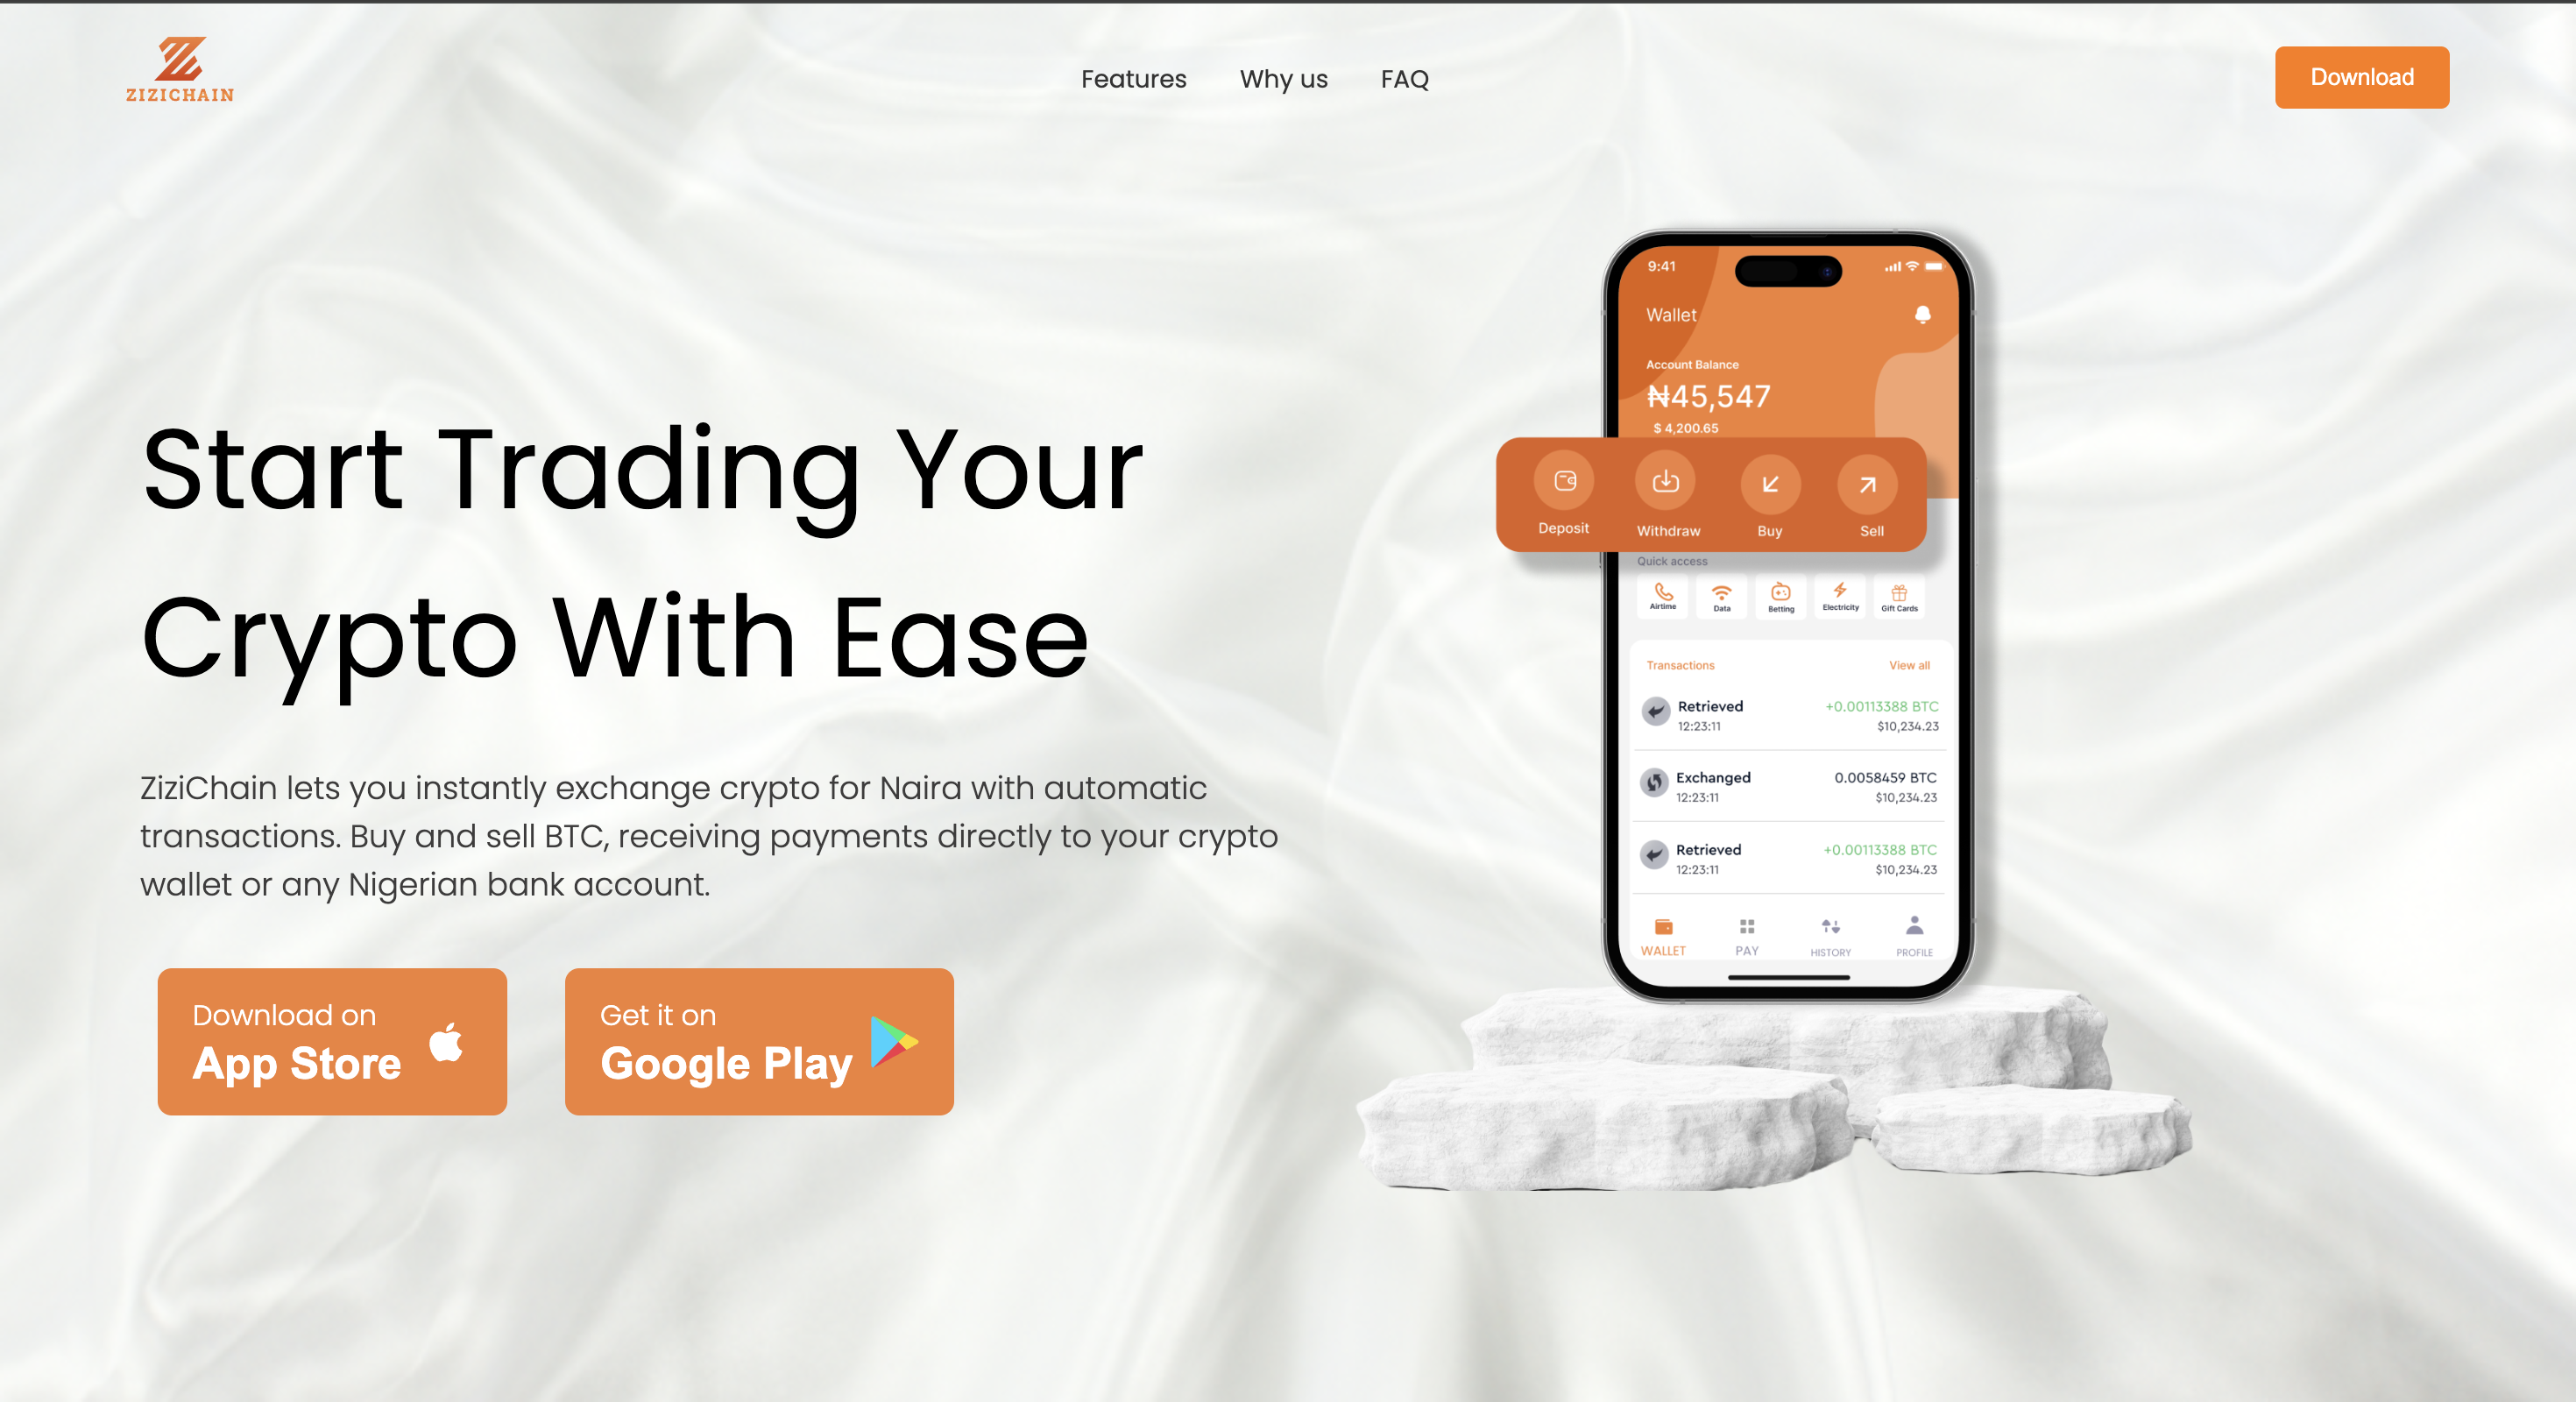 ZIZICHAIN
Features
Why us
FAQ
Download
Start Trading Your
Crypto With Ease
ZiziChain lets you instantly exchange crypto for Naira with automatic
transactions. Buy and sell BTC, receiving payments directly to your crypto
wallet or any Nigerian bank account.
Download on
App Store
Get it on
Google Play
9:41
Wallet
Account Balance
₦45,547
$ 4,200.65
Deposit
Withdraw
Buy
Sell
Quick access
Airtime
Data
Betting
Electricity
Gift Cards
Transactions
View all
Retrieved
+0.00113388 BTC
12:23:11
$10,234.23
Exchanged
0.0058459 BTC
12:23:11
$10,234.23
Retrieved
+0.00113388 BTC
12:23:11
$10,234.23
WALLET
PAY
HISTORY
PROFILE